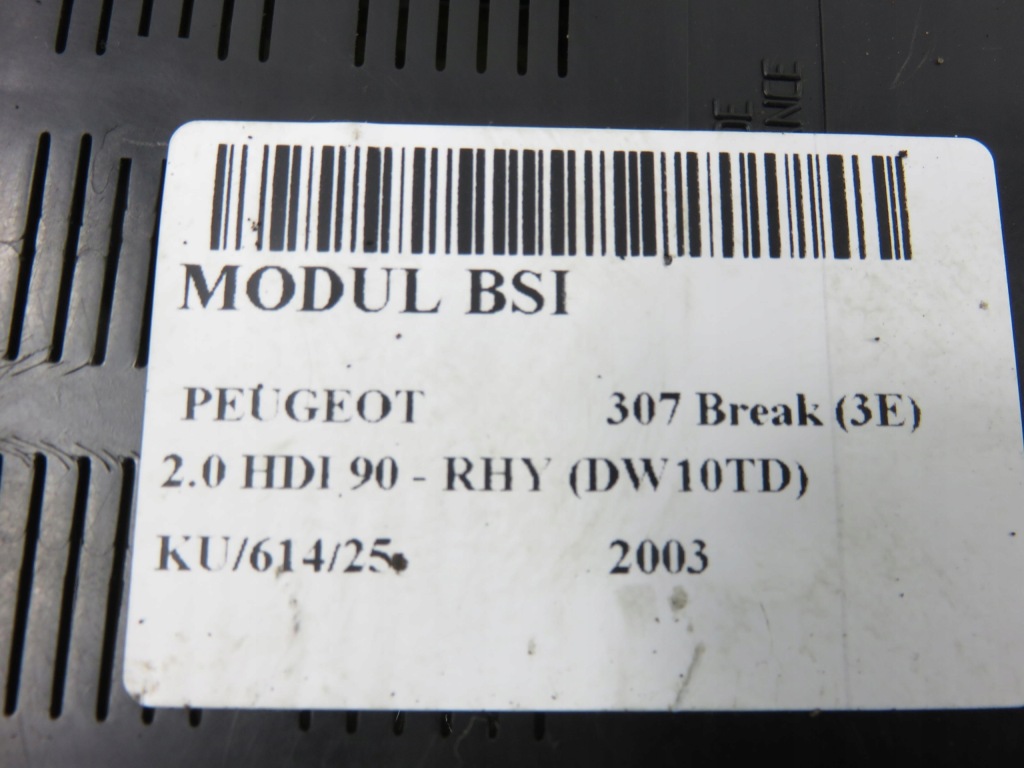 MODUL BSI
PEUGEOT 307 Break (3E)
2.0 HDI 90 - RHY (DW10TD)
KU/614/25 2003